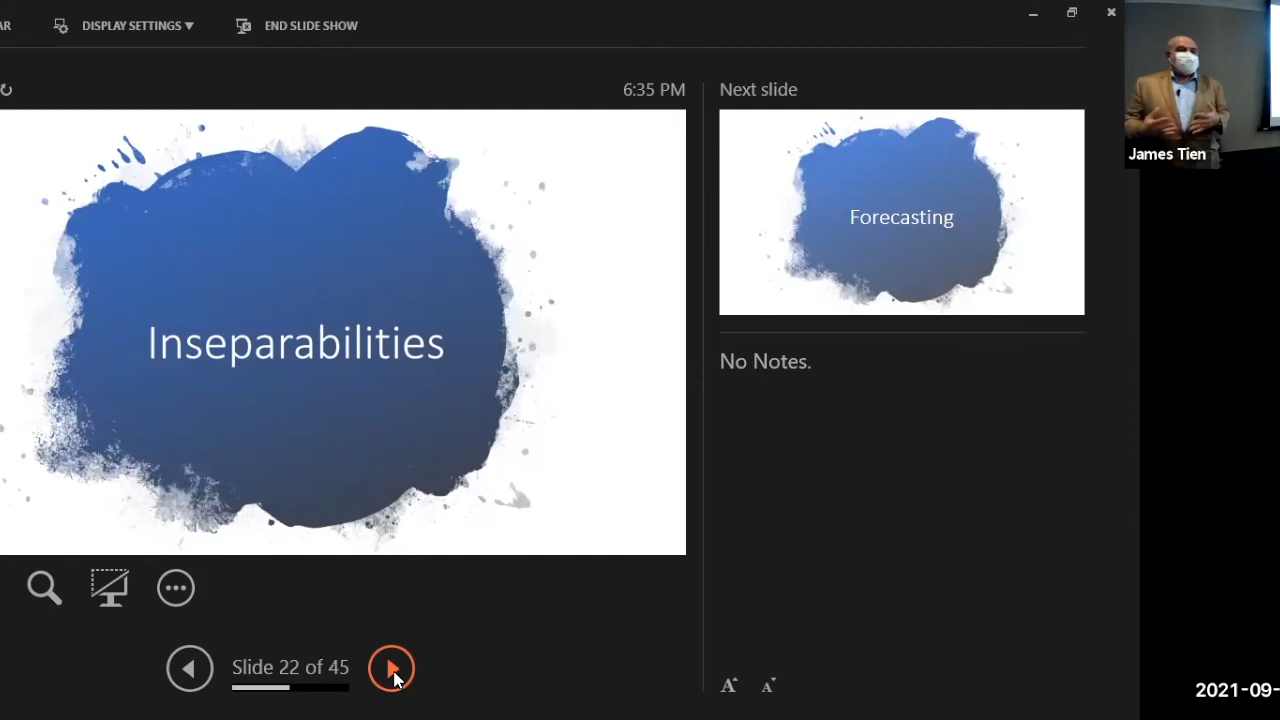 AR
DISPLAY SETTINGS ▼
END SLIDE SHOW
6:35 PM
Next slide
Inseparabilities
Forecasting
James Tien
No Notes.
Slide 22 of 45
A A
2021-09-